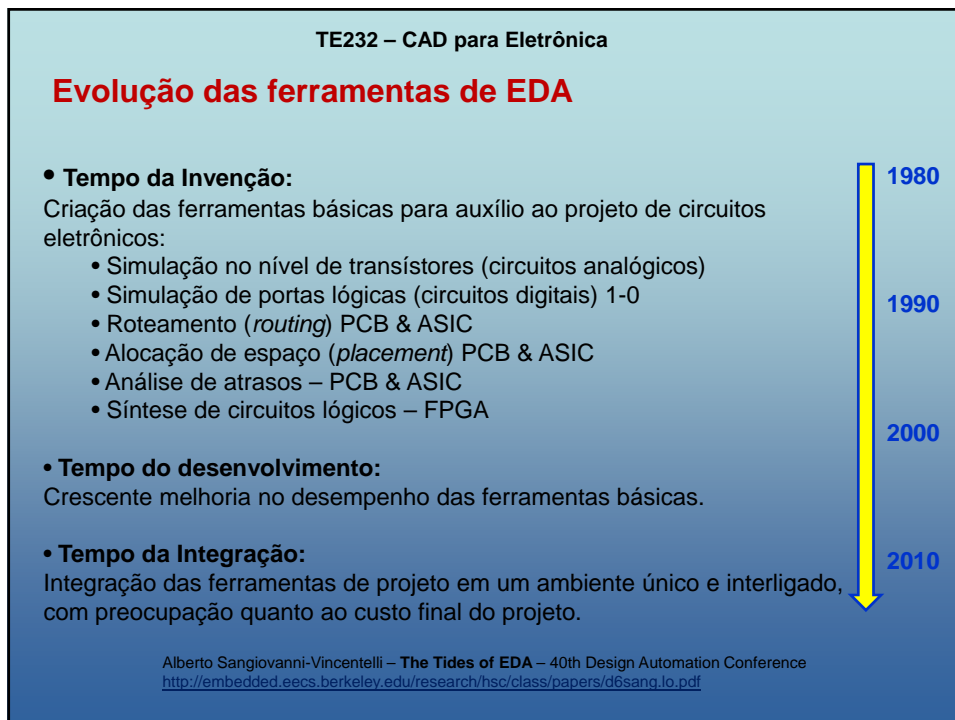 TE232 – CAD para Eletrônica
Evolução das ferramentas de EDA
• Tempo da Invenção:
Criação das ferramentas básicas para auxílio ao projeto de circuitos
eletrônicos:
• Simulação no nível de transístores (circuitos analógicos)
• Simulação de portas lógicas (circuitos digitais) 1-0
• Roteamento (routing) PCB & ASIC
• Alocação de espaço (placement) PCB & ASIC
• Análise de atrasos – PCB & ASIC
• Síntese de circuitos lógicos – FPGA
• Tempo do desenvolvimento:
Crescente melhoria no desempenho das ferramentas básicas.
• Tempo da Integração:
Integração das ferramentas de projeto em um ambiente único e interligado,
com preocupação quanto ao custo final do projeto.
1980
1990
2000
2010
Alberto Sangiovanni-Vincentelli – The Tides of EDA – 40th Design Automation Conference
http://embedded.eecs.berkeley.edu/research/hsc/class/papers/d6sang.lo.pdf